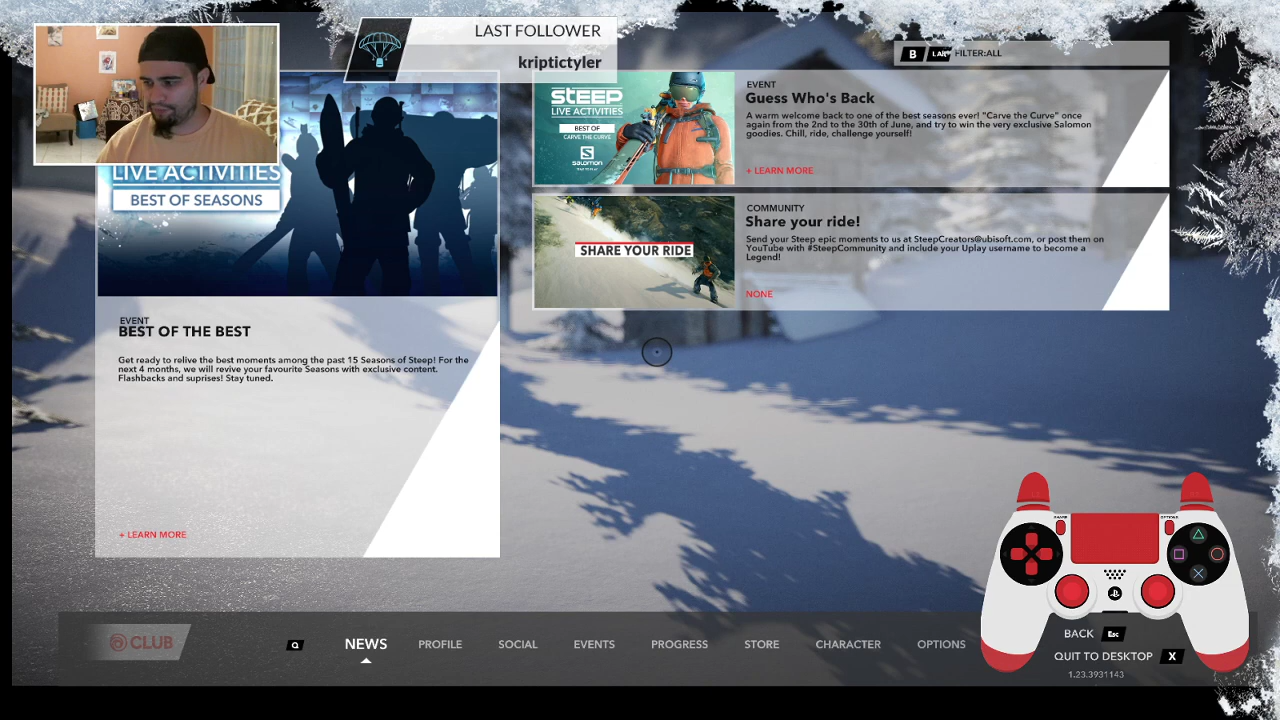 LAST FOLLOWER
kriptictyler
B
FILTER:ALL
LIVE ACTIVITIES
BEST OF SEASONS
EVENT
BEST OF THE BEST
Get ready to relive the best moments among the past 15 Seasons of Steep! For the
next 4 months, we will revive your favourite Seasons with exclusive content.
Flashbacks and suprises! Stay tuned.
+ LEARN MORE
STEEP
LIVE ACTIVITIES
BEST OF
CARVE THE CURVE
SALOMON
EVENT
Guess Who's Back
A warm welcome back to one of the best seasons ever! "Carve the Curve" once
again from the 2nd to the 30th of June, and try to win the very exclusive Salomon
goodies. Chill, ride, challenge yourself!
+ LEARN MORE
SHARE YOUR RIDE
COMMUNITY
Share your ride!
Send your Steep epic moments to us at SteepCreators@ubisoft.com, or post them on
YouTube with #SteepCommunity and include your Uplay username to become a
Legend!
NONE
CLUB
Q
NEWS
PROFILE
SOCIAL
EVENTS
PROGRESS
STORE
CHARACTER
OPTIONS
SHARE
OPTIONS
BACK Esc
QUIT TO DESKTOP X
1.23.3931143